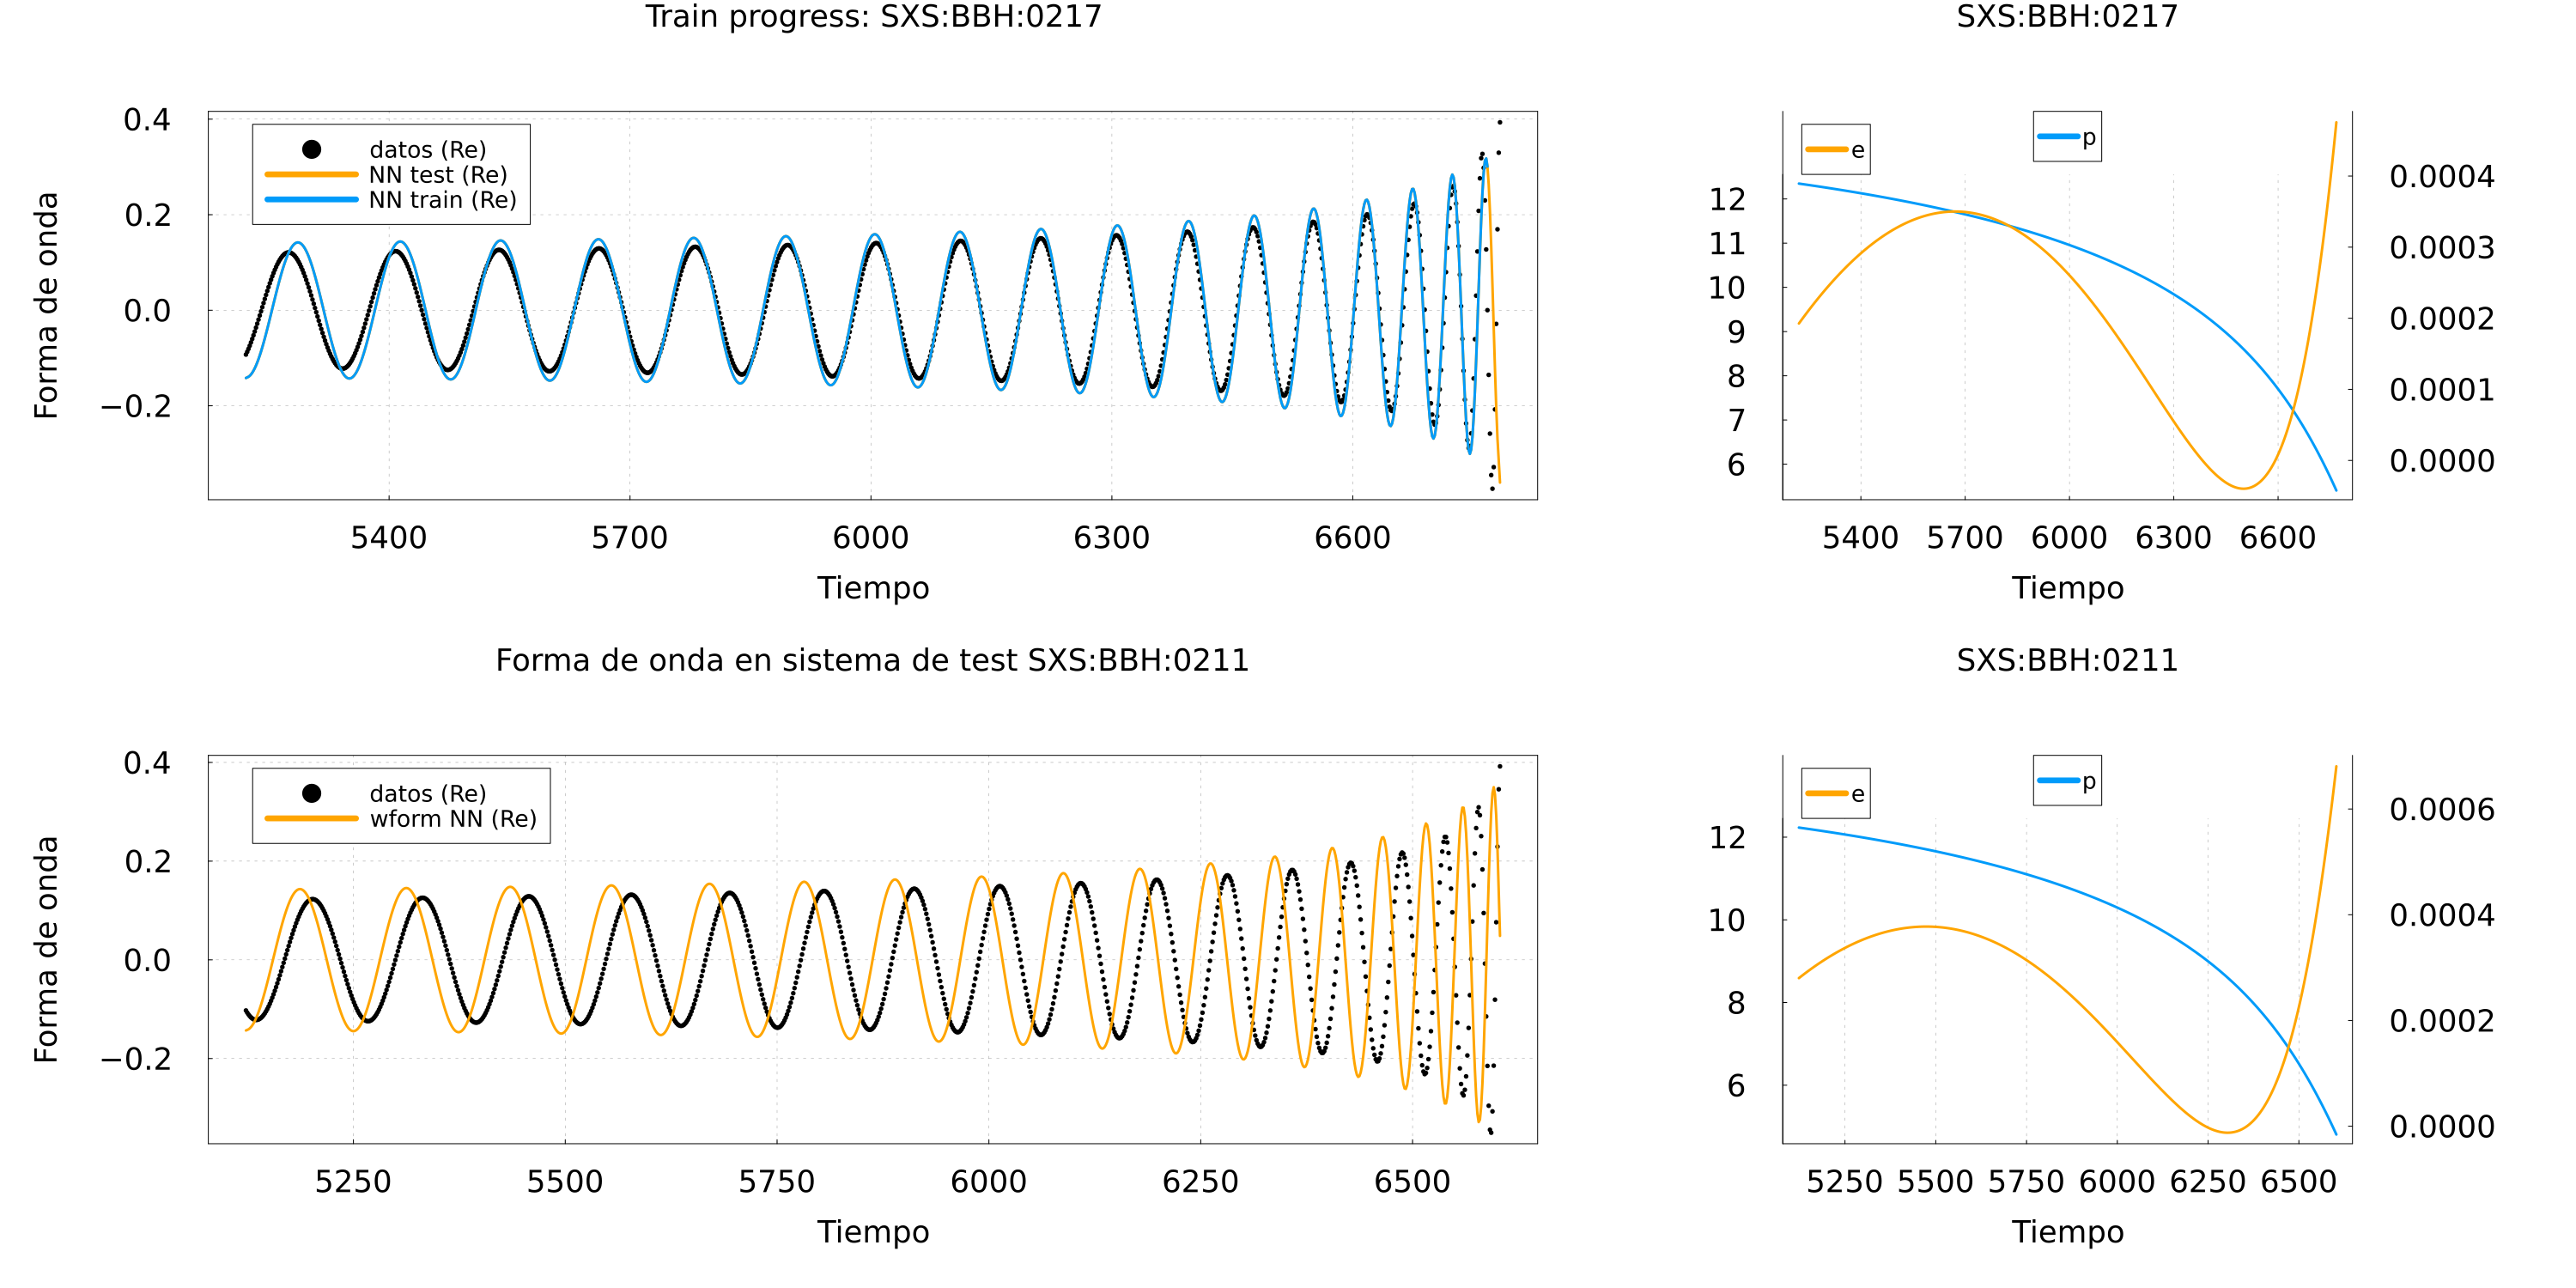 Train progress: SXS:BBH:0217
Forma de onda
0.4
0.2
0.0
−0.2
datos (Re)
NN test (Re)
NN train (Re)
5400 5700 6000 6300 6600
Tiempo
SXS:BBH:0217
e
p
12
11
10
9
8
7
6
0.0004
0.0003
0.0002
0.0001
0.0000
5400 5700 6000 6300 6600
Tiempo
Forma de onda en sistema de test SXS:BBH:0211
Forma de onda
0.4
0.2
0.0
−0.2
datos (Re)
wform NN (Re)
5250 5500 5750 6000 6250 6500
Tiempo
SXS:BBH:0211
e
p
12
10
8
6
0.0006
0.0004
0.0002
0.0000
5250 5500 5750 6000 6250 6500
Tiempo